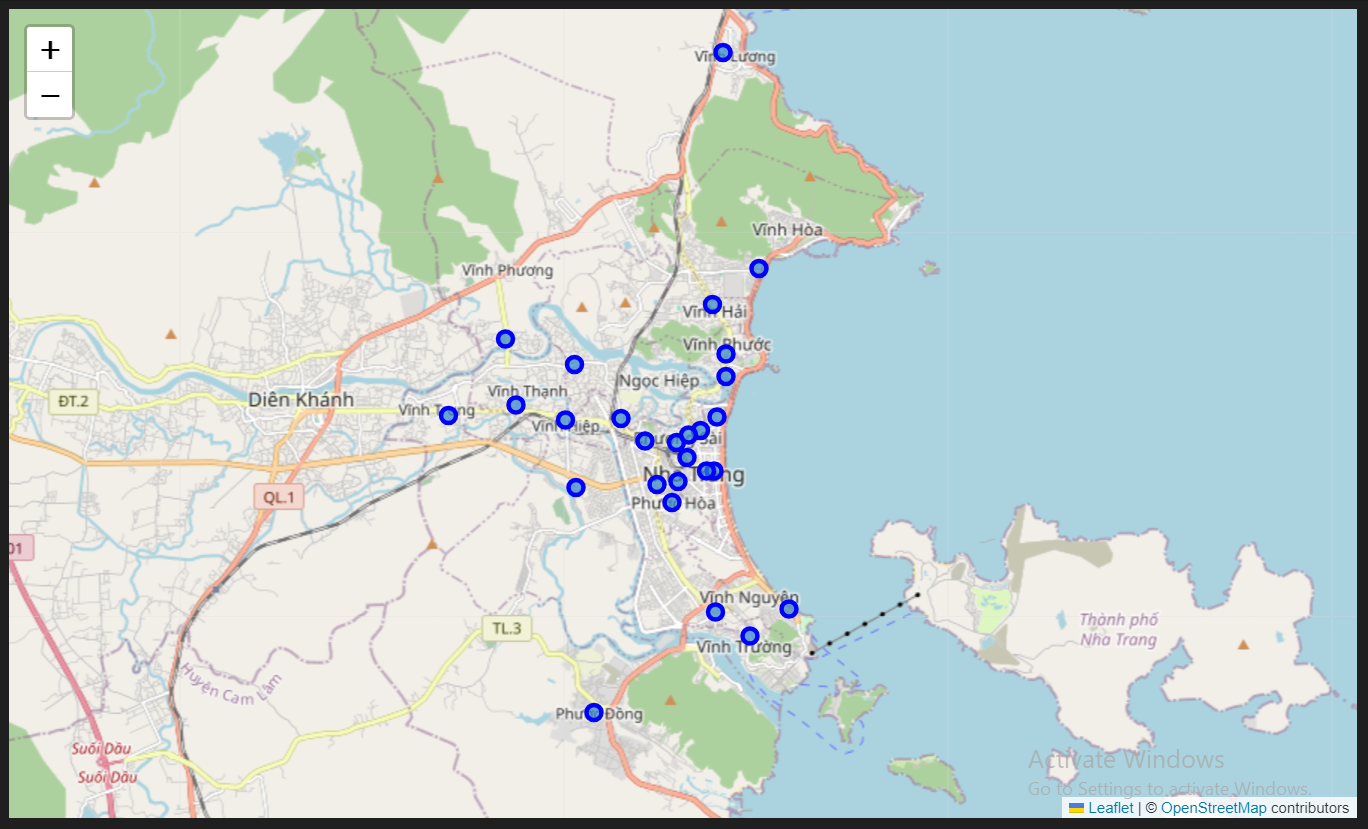 +
Vĩnh Lương
−
Vĩnh Hòa
Vĩnh Phương
Vĩnh Hải
Vĩnh Phước
Ngọc Hiệp
Vĩnh Thạnh
Diên Khánh
ĐT.2
Vĩnh Trung
Vĩnh Hiệp
Sài
Nha Trang
QL.1
Phước Hòa
01
Vĩnh Nguyên
Thành phố
Nha Trang
TL.3
Vĩnh Trường
Huyện Cam Lâm
Phước Đồng
Suối Dầu
Suối Dầu
Activate Windows
Go to Settings to activate Windows.
Leaflet | © OpenStreetMap contributors